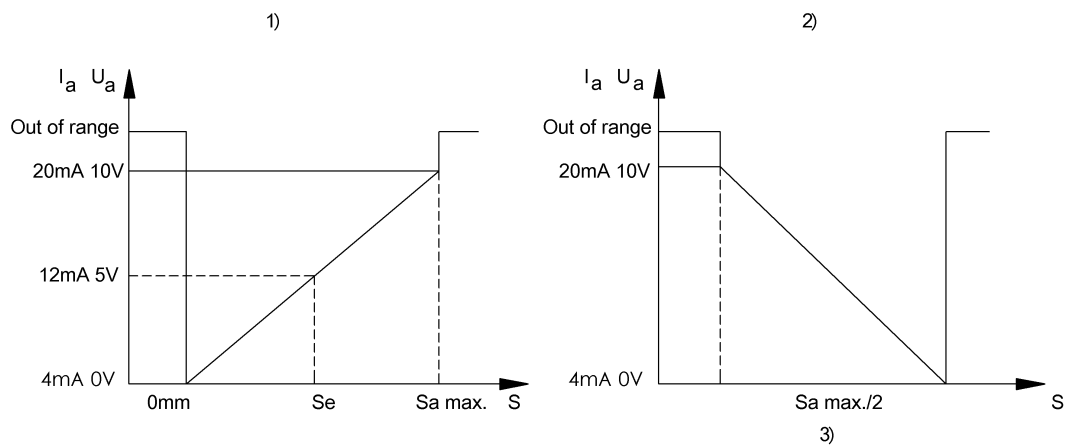 1)
2)
Ia Ua
Out of range
20mA 10V
12mA 5V
4mA 0V
0mm Se Sa max. S
Ia Ua
Out of range
20mA 10V
4mA 0V
Sa max./2 S
3)